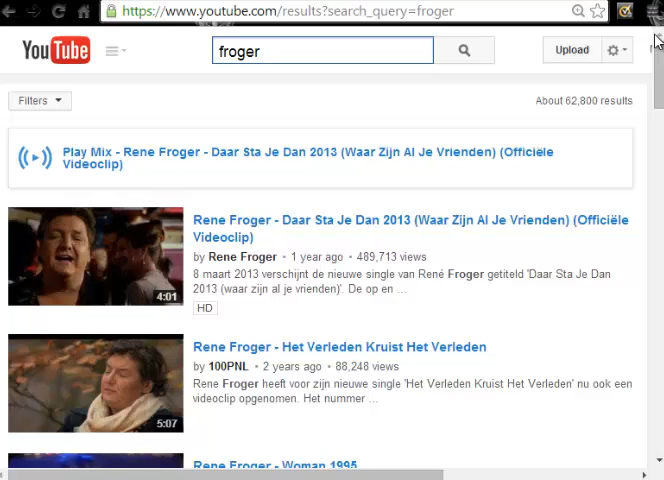 https://www.youtube.com/results?search_query=froger
YouTube
froger
Upload
Filters
About 62,800 results
Play Mix - Rene Froger - Daar Sta Je Dan 2013 (Waar Zijn Al Je Vrienden) (Officiële
Videoclip)
Rene Froger - Daar Sta Je Dan 2013 (Waar Zijn Al Je Vrienden) (Officiële
Videoclip)
by Rene Froger • 1 year ago • 489,713 views
8 maart 2013 verschijnt de nieuwe single van René Froger getiteld 'Daar Sta Je Dan
2013 (waar zijn al je vrienden)'. De op en ...
4:01
HD
Rene Froger - Het Verleden Kruist Het Verleden
by 100PNL • 2 years ago • 88,248 views
Rene Froger heeft voor zijn nieuwe single 'Het Verleden Kruist Het Verleden' nu ook een
videoclip opgenomen. Het nummer ...
5:07
Rene Froger - Woman 1995